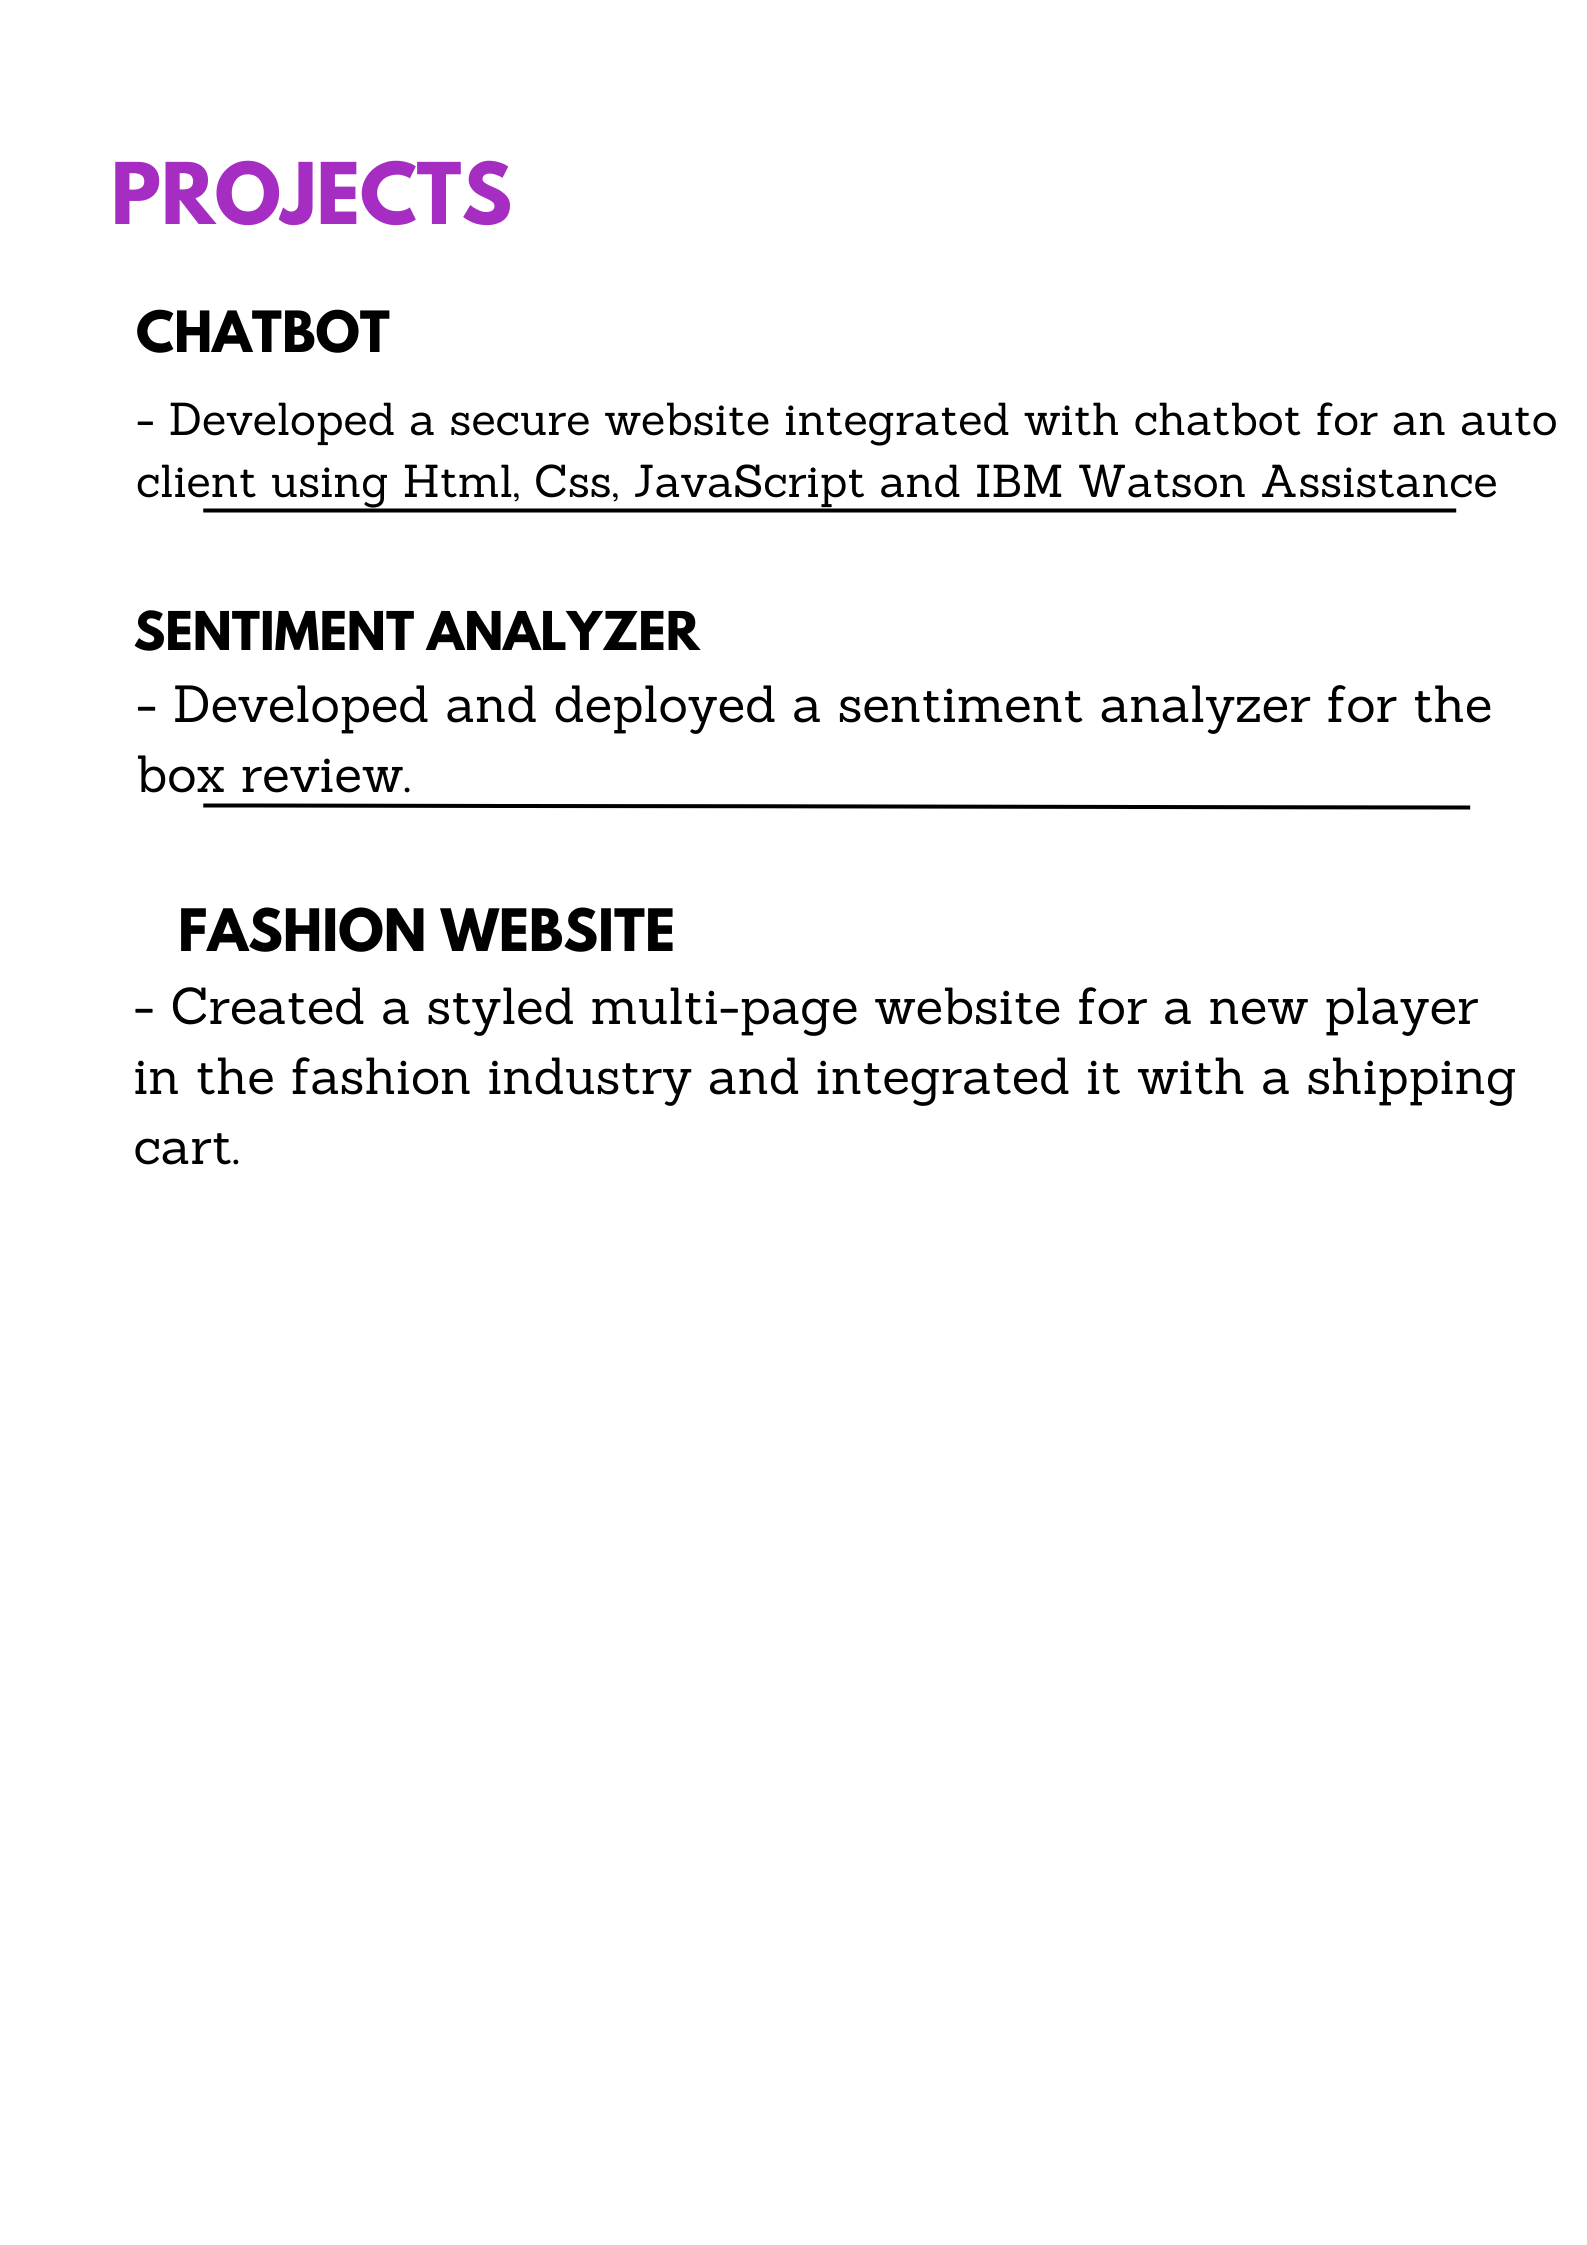 PROJECTS
CHATBOT
- Developed a secure website integrated with chatbot for an auto
client using Html, Css, JavaScript and IBM Watson Assistance
SENTIMENT ANALYZER
- Developed and deployed a sentiment analyzer for the
box review.
FASHION WEBSITE
- Created a styled multi-page website for a new player
in the fashion industry and integrated it with a shipping
cart.